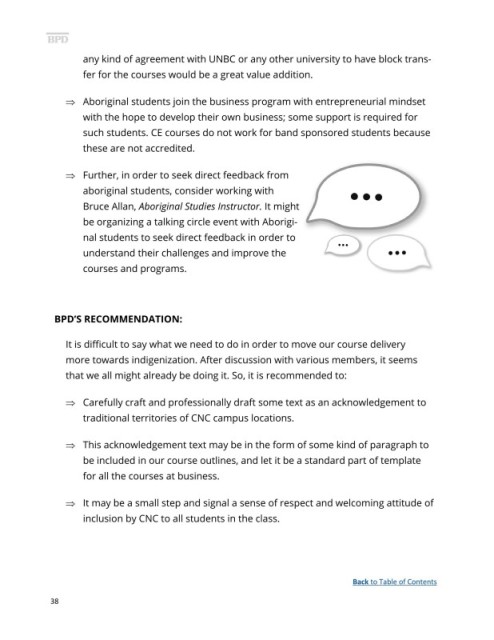 BPD
any kind of agreement with UNBC or any other university to have block trans-
fer for the courses would be a great value addition.
⇒ Aboriginal students join the business program with entrepreneurial mindset
with the hope to develop their own business; some support is required for
such students. CE courses do not work for band sponsored students because
these are not accredited.
⇒ Further, in order to seek direct feedback from
aboriginal students, consider working with
Bruce Allan, Aboriginal Studies Instructor. It might
be organizing a talking circle event with Aborigi-
nal students to seek direct feedback in order to
understand their challenges and improve the
courses and programs.
BPD'S RECOMMENDATION:
It is difficult to say what we need to do in order to move our course delivery
more towards indigenization. After discussion with various members, it seems
that we all might already be doing it. So, it is recommended to:
⇒ Carefully craft and professionally draft some text as an acknowledgement to
traditional territories of CNC campus locations.
⇒ This acknowledgement text may be in the form of some kind of paragraph to
be included in our course outlines, and let it be a standard part of template
for all the courses at business.
⇒ It may be a small step and signal a sense of respect and welcoming attitude of
inclusion by CNC to all students in the class.
Back to Table of Contents
38